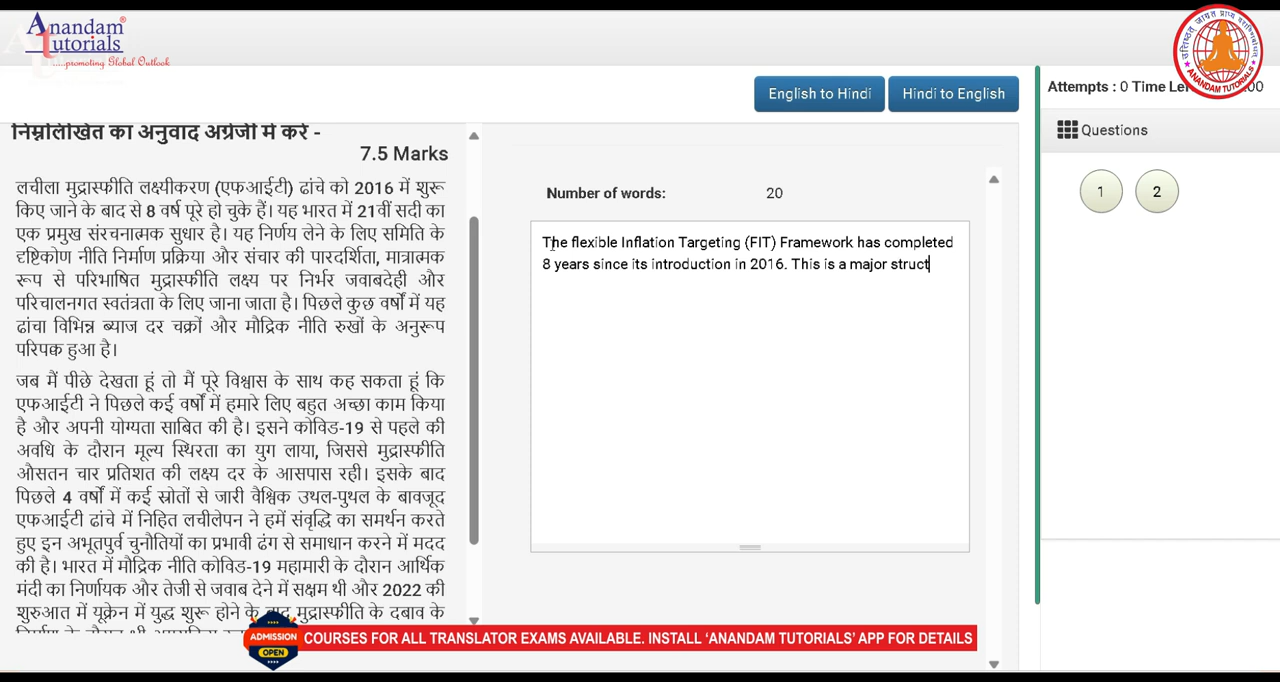 Anandam®
Tutorials
.....promoting Global Outlook
English to Hindi
Hindi to English
Attempts : 0 Time Le
00
उत्तिष्ठत जाग्रत प्राप्य वरान्निबोधत
ANANDAM TUTORIALS
Questions
1
2
निम्नलिखित का अनुवाद अंग्रेजी में करें -
7.5 Marks
लचीला मुद्रास्फीति लक्ष्यीकरण (एफआईटी) ढांचे को 2016 में शुरू
किए जाने के बाद से 8 वर्ष पूरे हो चुके हैं। यह भारत में 21वीं सदी का
एक प्रमुख संरचनात्मक सुधार है। यह निर्णय लेने के लिए समिति के
दृष्टिकोण नीति निर्माण प्रक्रिया और संचार की पारदर्शिता, मात्रात्मक
रूप से परिभाषित मुद्रास्फीति लक्ष्य पर निर्भर जवाबदेही और
परिचालनगत स्वतंत्रता के लिए जाना जाता है। पिछले कुछ वर्षों में यह
ढांचा विभिन्न ब्याज दर चक्रों और मौद्रिक नीति रुखों के अनुरूप
परिपक्व हुआ है।
जब मैं पीछे देखता हूं तो मैं पूरे विश्वास के साथ कह सकता हूं कि
एफआईटी ने पिछले कई वर्षों में हमारे लिए बहुत अच्छा काम किया
है और अपनी योग्यता साबित की है। इसने कोविड-19 से पहले की
अवधि के दौरान मूल्य स्थिरता का युग लाया, जिससे मुद्रास्फीति
औसतन चार प्रतिशत की लक्ष्य दर के आसपास रही। इसके बाद
पिछले 4 वर्षों में कई स्रोतों से जारी वैश्विक उथल-पुथल के बावजूद
एफआईटी ढांचे में निहित लचीलेपन ने हमें संवृद्धि का समर्थन करते
हुए इन अभूतपुर्व चुनौतियों का प्रभावी ढंग से समाधान करने में मदद
की है। भारत में मौद्रिक नीति कोविड-19 महामारी के दौरान आर्थिक
मंदी का निर्णायक और तेजी से जवाब देने में सक्षम थी और 2022 की
शुरुआत में यूक्रेन में युद्ध शुरू होने के बाद मुद्रास्फीति के दबाव के
Number of words: 20
The flexible Inflation Targeting (FIT) Framework has completed
8 years since its introduction in 2016. This is a major struct
ADMISSION
OPEN
COURSES FOR ALL TRANSLATOR EXAMS AVAILABLE. INSTALL ‘ANANDAM TUTORIALS’ APP FOR DETAILS